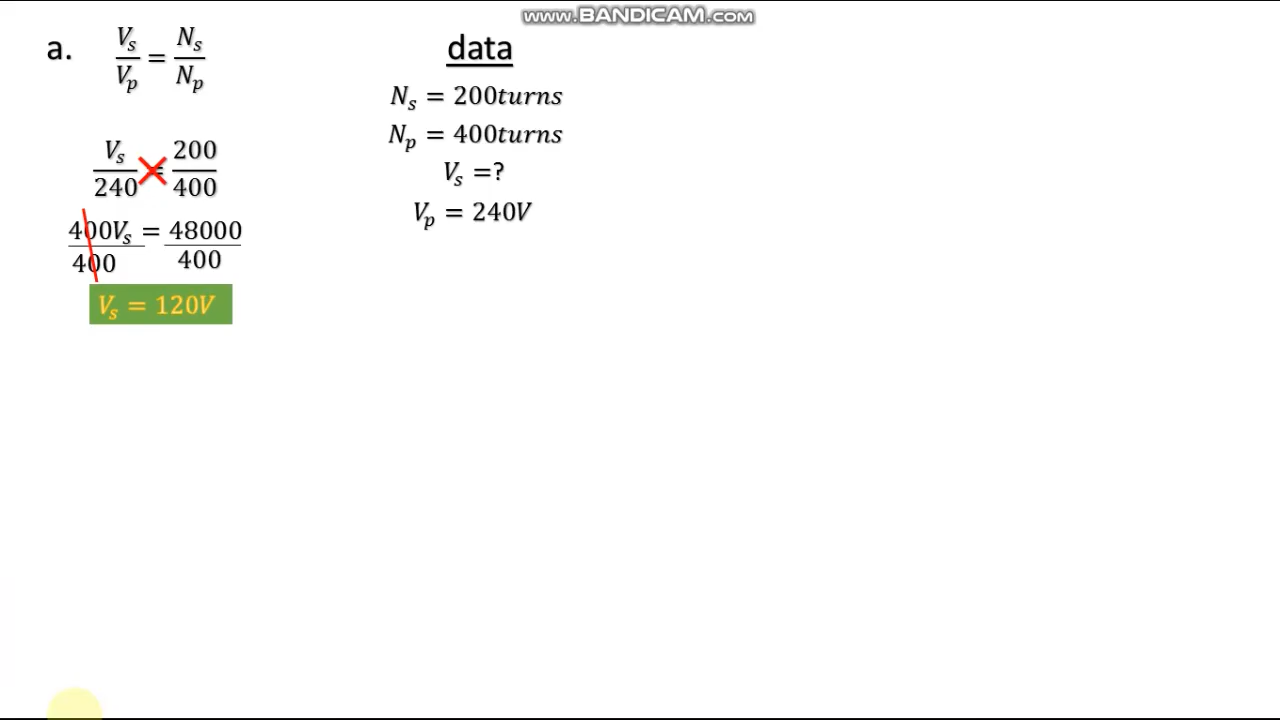 www.BANDICAM.com
a. Vₛ/Vₚ = Nₛ/Nₚ
Vₛ/240 = 200/400
400Vₛ/400 = 48000/400
Vₛ = 120V
data
Nₛ = 200turns
Nₚ = 400turns
Vₛ =?
Vₚ = 240V